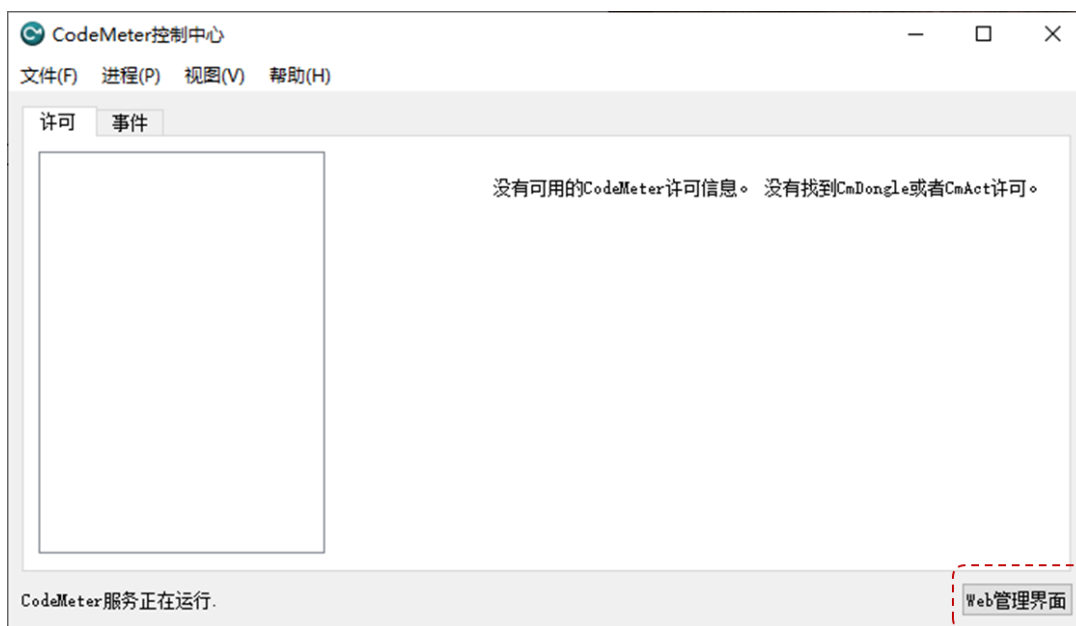 CodeMeter控制中心
文件(F) 进程(P) 视图(V) 帮助(H)
许可 事件
没有可用的CodeMeter许可信息。 没有找到CmDongle或者CmAct许可。
CodeMeter服务正在运行.
Web管理界面